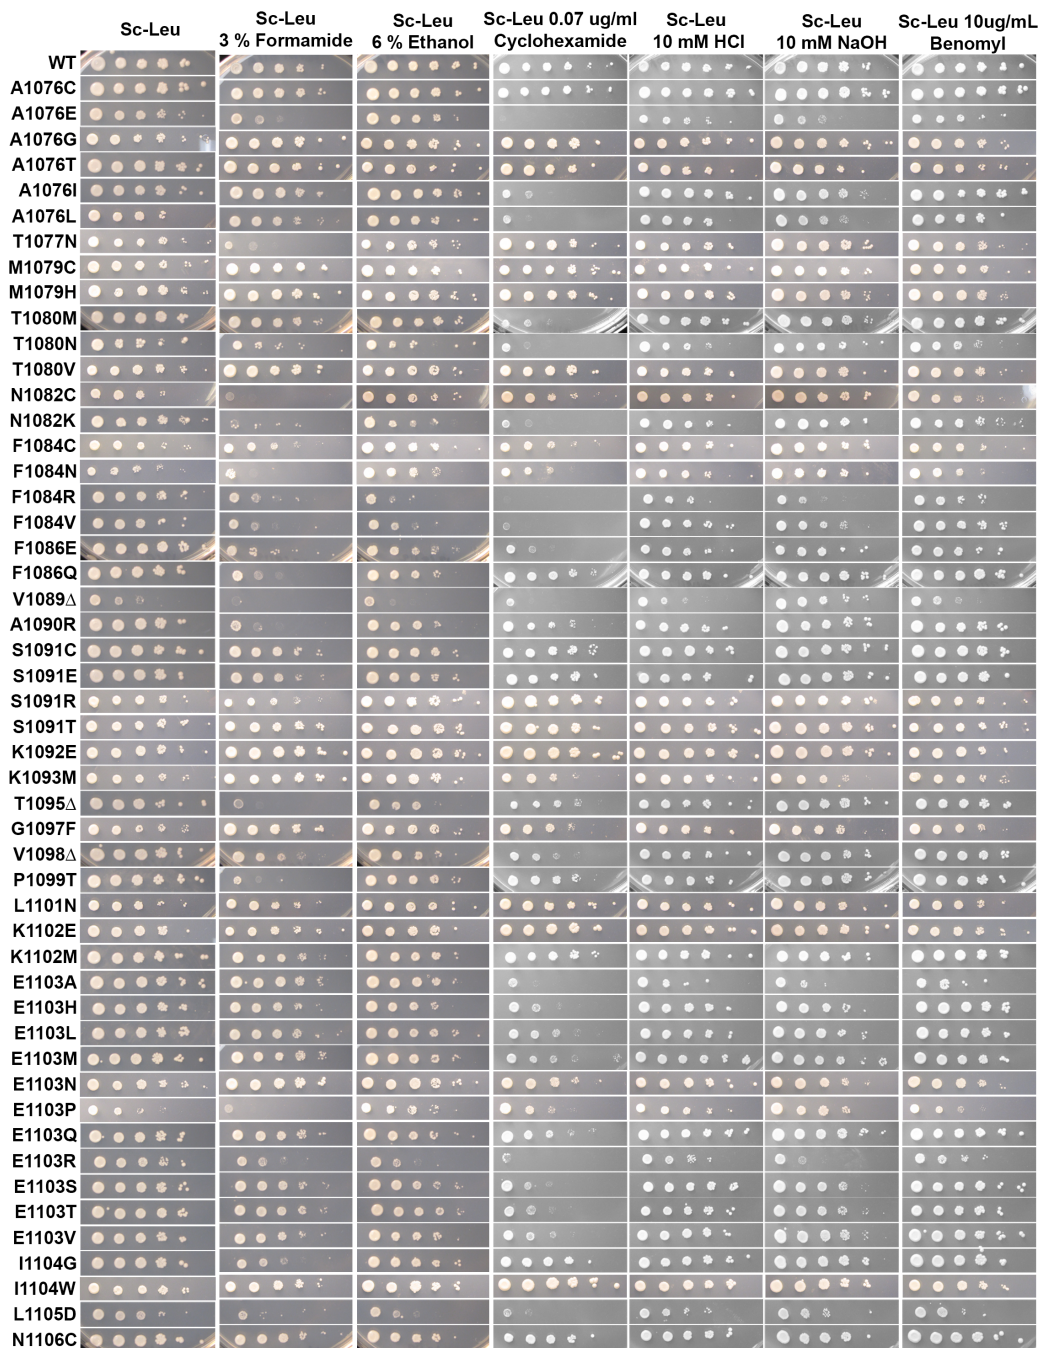 Sc-Leu
Sc-Leu
3 % Formamide
Sc-Leu
6 % Ethanol
Sc-Leu 0.07 ug/ml
Cyclohexamide
Sc-Leu
10 mM HCl
Sc-Leu
10 mM NaOH
Sc-Leu 10ug/mL
Benomyl
WT
A1076C
A1076E
A1076G
A1076T
A1076I
A1076L
T1077N
M1079C
M1079H
T1080M
T1080N
T1080V
N1082C
N1082K
F1084C
F1084N
F1084R
F1084V
F1086E
F1086Q
V1089Δ
A1090R
S1091C
S1091E
S1091R
S1091T
K1092E
K1093M
T1095Δ
G1097F
V1098Δ
P1099T
L1101N
K1102E
K1102M
E1103A
E1103H
E1103L
E1103M
E1103N
E1103P
E1103Q
E1103R
E1103S
E1103T
E1103V
I1104G
I1104W
L1105D
N1106C